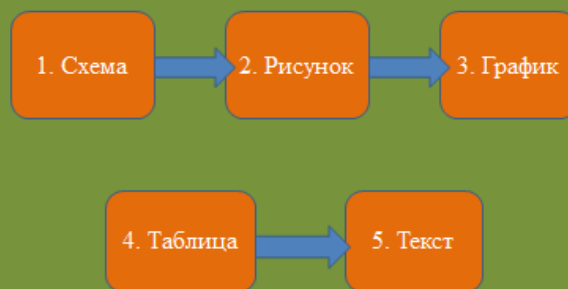 1. Схема
2. Рисунок
3. График
4. Таблица
5. Текст